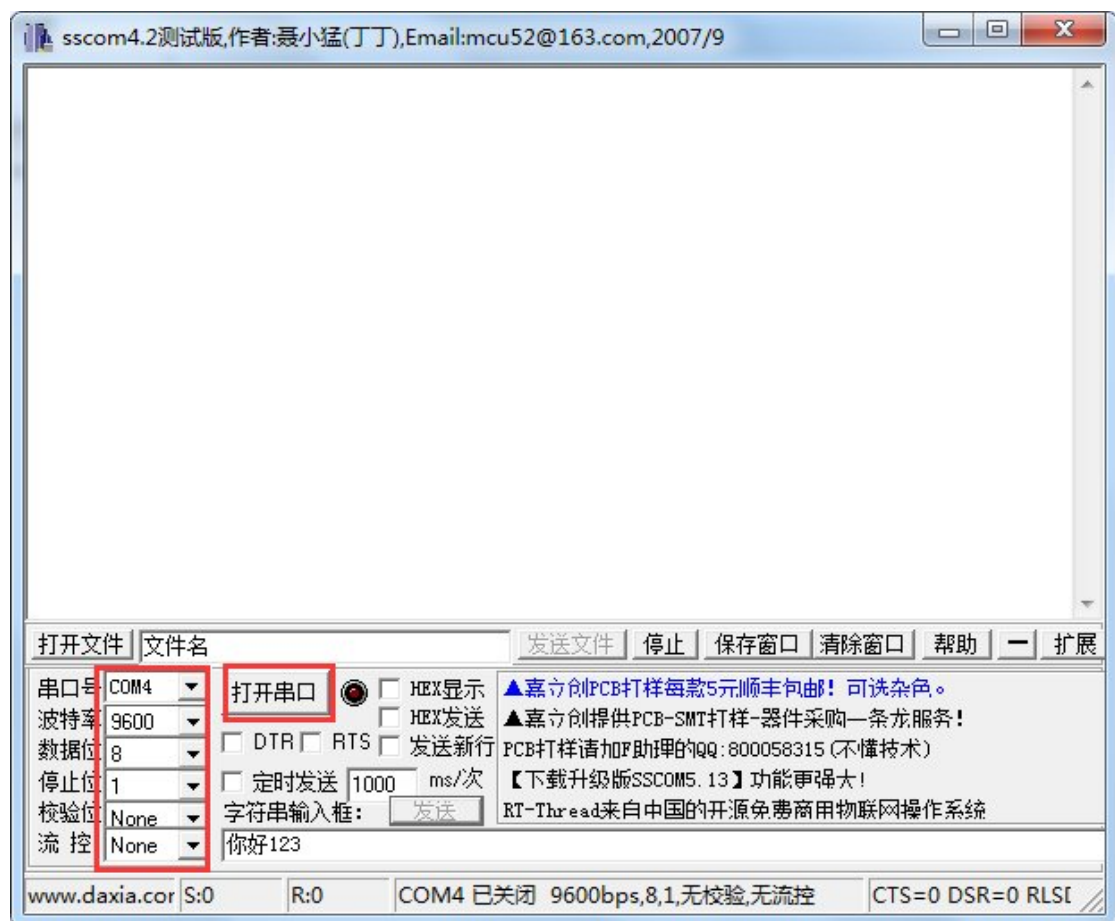 sscom4.2测试版,作者:聂小猛(丁丁),Email:mcu52@163.com,2007/9
打开文件 文件名 发送文件 停止 保存窗口 清除窗口 帮助 一 扩展
串口号 COM4 打开串口 HEX显示 ▲嘉立创PCB打样每款5元顺丰包邮! 可选杂色。
波特率 9600 HEX发送 ▲嘉立创提供PCB-SMT打样-器件采购一条龙服务!
数据位 8 DTR RTS 发送新行 PCB打样请加F助理的QQ:800058315(不懂技术)
停止位 1 定时发送 1000 ms/次 【下载升级版SSCOM5.13】功能更强大!
校验位 None 字符串输入框: 发送 RT-Thread来自中国的开源免费商用物联网操作系统
流 控 None 你好123
www.daxia.cor S:0 R:0 COM4 已关闭 9600bps,8,1,无校验,无流控 CTS=0 DSR=0 RLSI